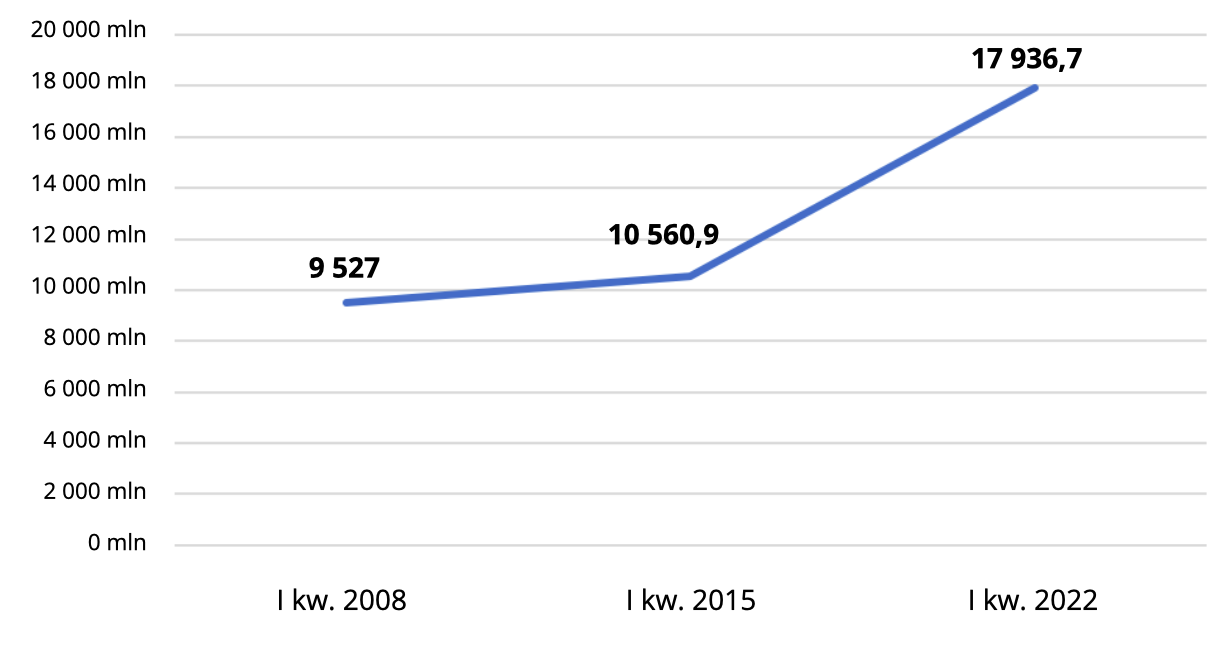 20 000 mln
17 936,7
18 000 mln
16 000 mln
14 000 mln
12 000 mln
10 560,9
9 527
10 000 mln
8 000 mln
6 000 mln
4 000 mln
2 000 mln
0 mln
I kw. 2008
I kw. 2015
I kw. 2022